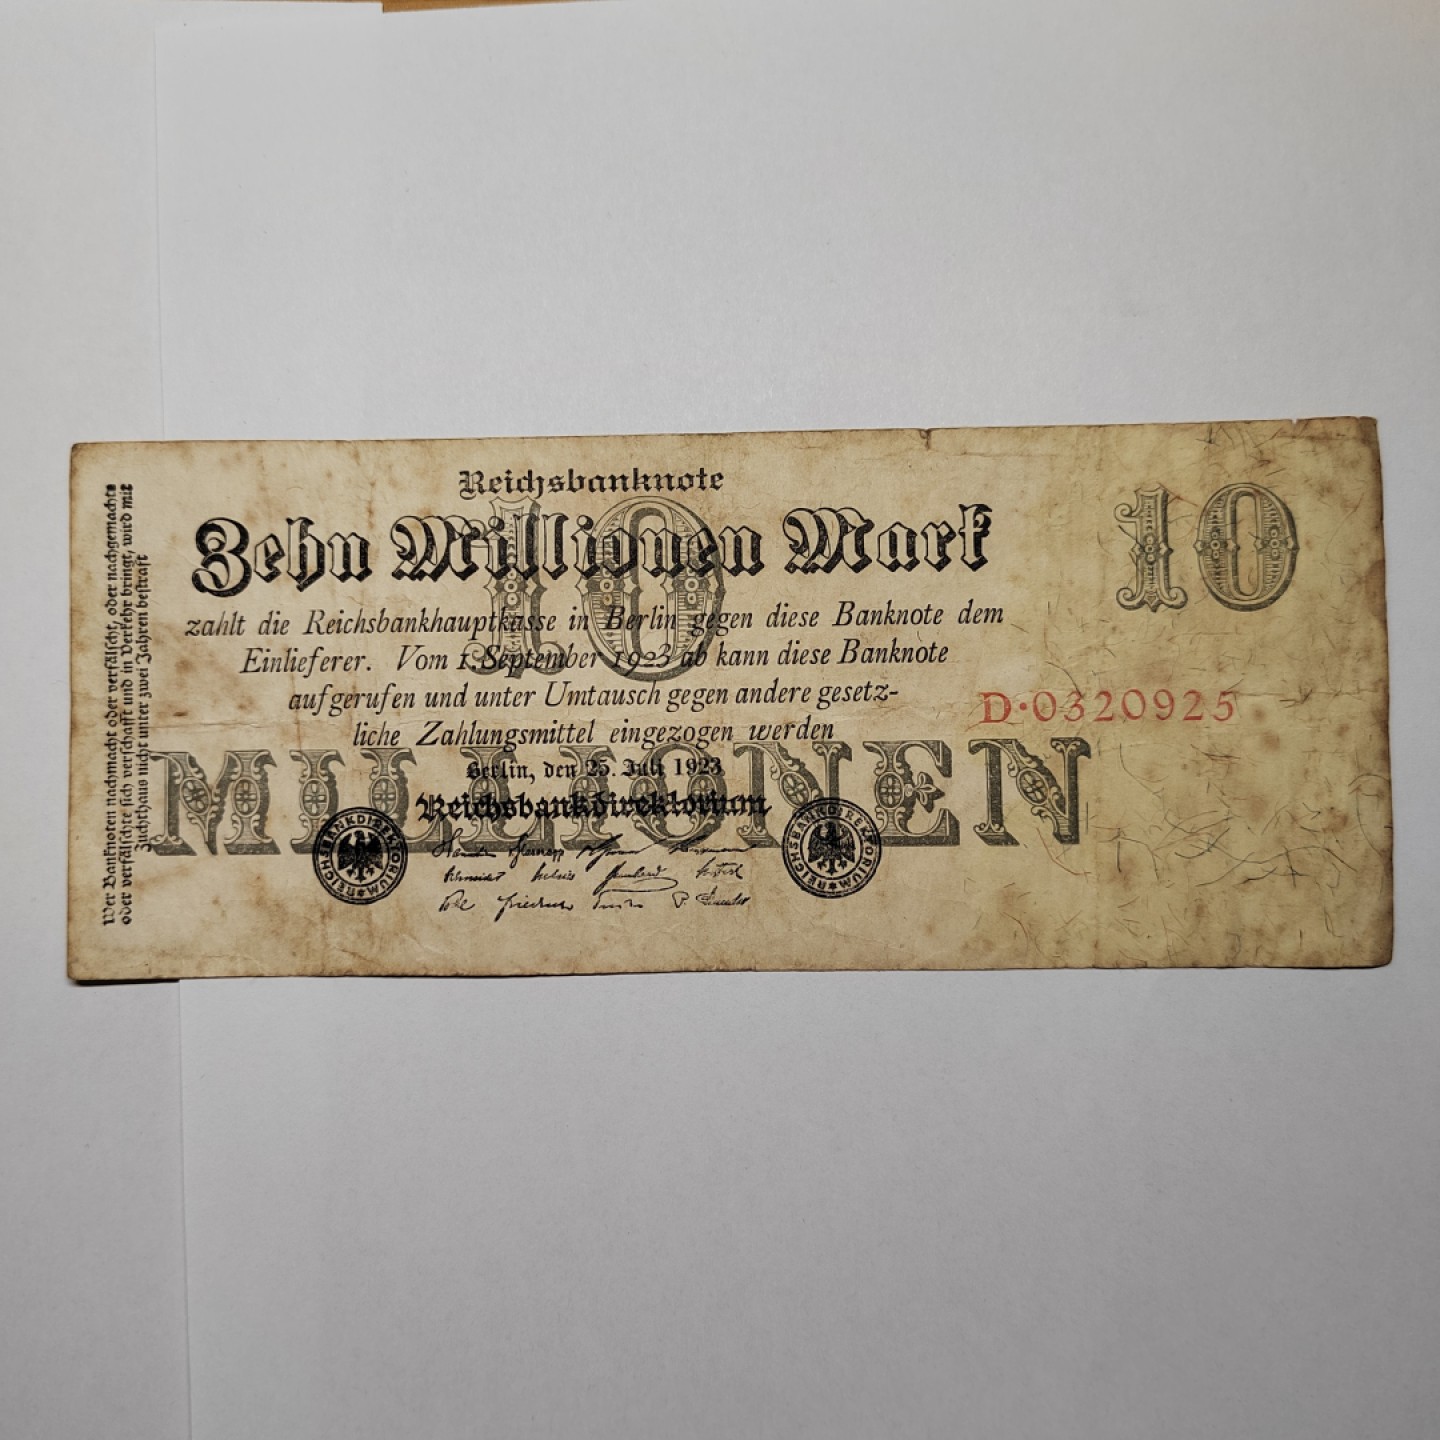 Reichsbanknote
Zehn Millionen Mark
10
zahlt die Reichsbankhauptkasse in Berlin gegen diese Banknote dem
Einlieferer. Vom 1. September 1923 ab kann diese Banknote
aufgerufen und unter Umtausch gegen andere gesetz-
liche Zahlungsmittel eingezogen werden
MILLIONEN
Berlin, den 25. Juli 1923
Reichsbankdirektorium
REICHSBANKDIREKTORIUM
REICHSBANKDIREKTORIUM
10
D·0320925
Wer Banknoten nachmacht oder verfälscht, oder nachgemachte
oder verfälschte sich verschafft und in Verkehr bringt, wird mit
Zuchthaus nicht unter zwei Jahren bestraft